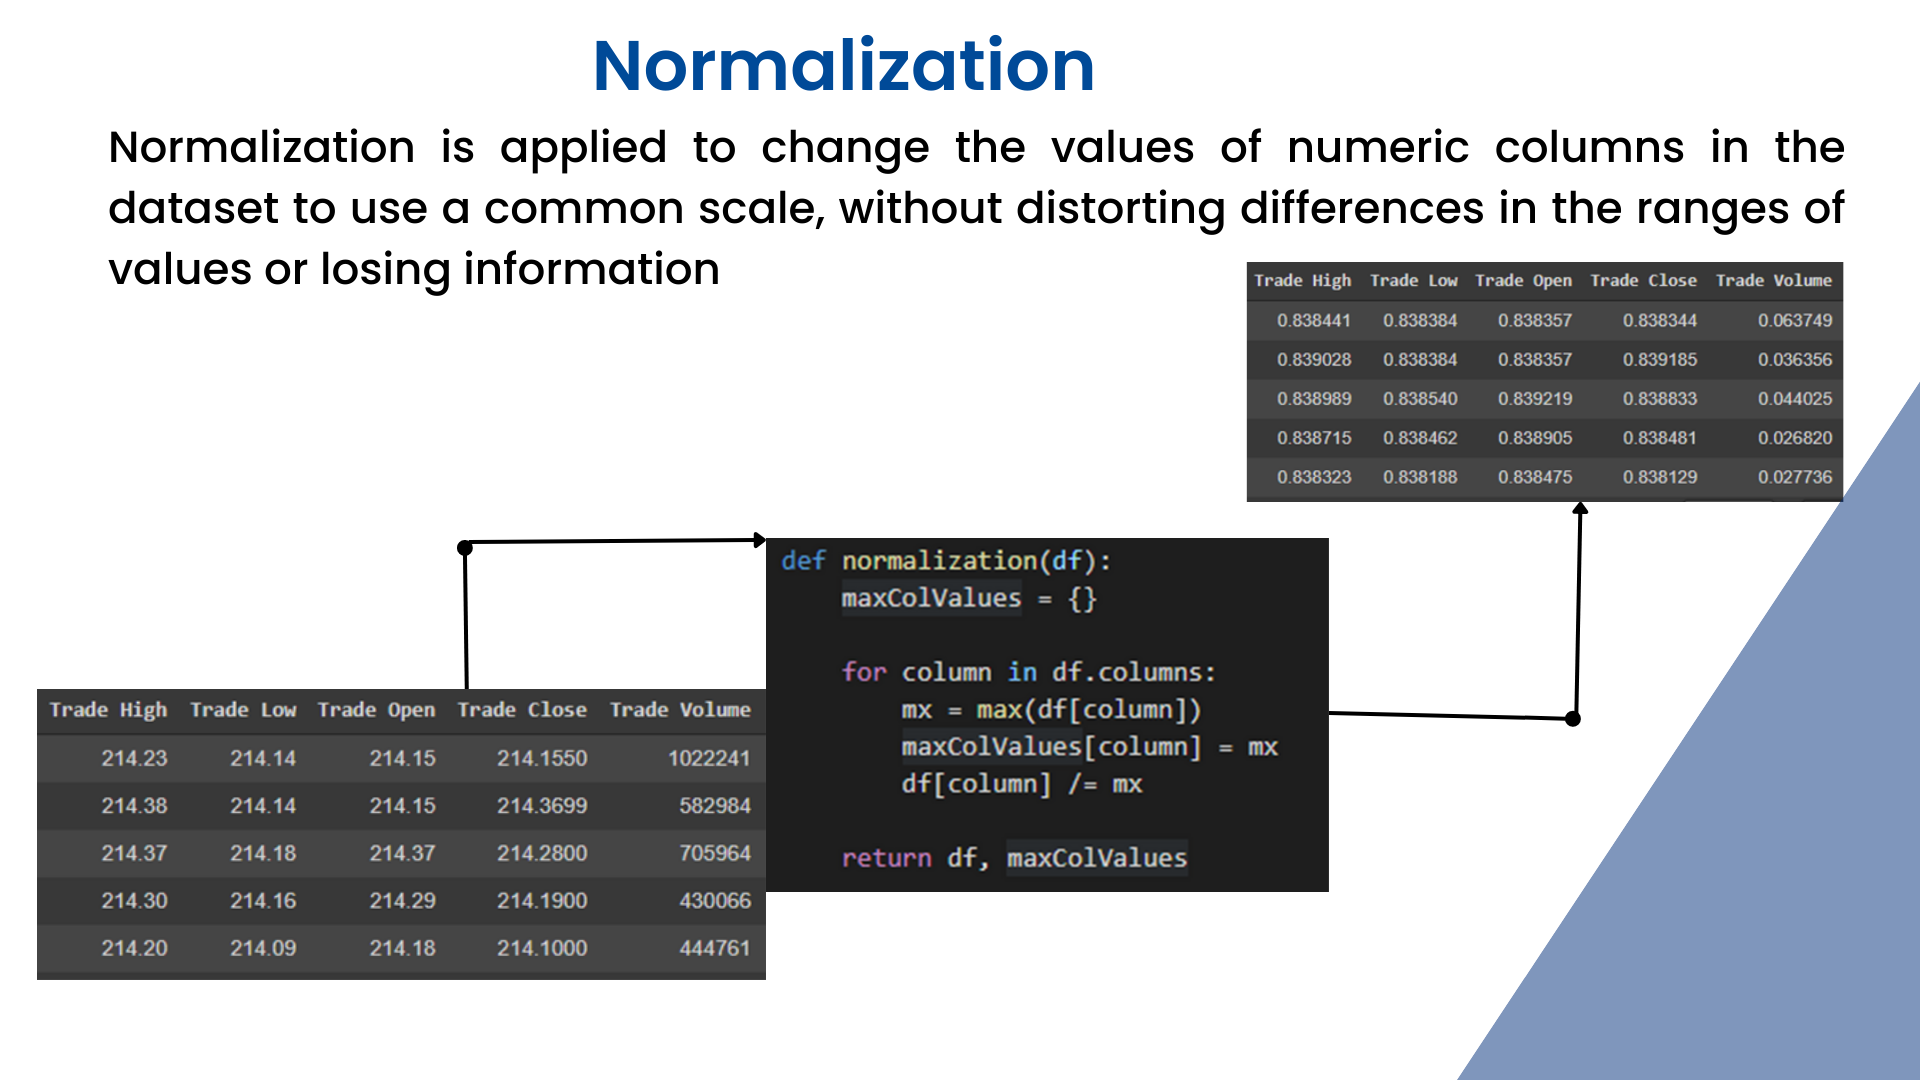 Normalization
Normalization is applied to change the values of numeric columns in the
dataset to use a common scale, without distorting differences in the ranges of
values or losing information
Trade High Trade Low Trade Open Trade Close Trade Volume
0.838441 0.838384 0.838357 0.838344 0.063749
0.839028 0.838384 0.838357 0.839185 0.036356
0.838989 0.838540 0.839219 0.838833 0.044025
0.838715 0.838462 0.838905 0.838481 0.026820
0.838323 0.838188 0.838475 0.838129 0.027736
def normalization(df):
    maxColValues = {}
    for column in df.columns:
        mx = max(df[column])
        maxColValues[column] = mx
        df[column] /= mx
    return df, maxColValues
Trade High Trade Low Trade Open Trade Close Trade Volume
214.23 214.14 214.15 214.1550 1022241
214.38 214.14 214.15 214.3699 582984
214.37 214.18 214.37 214.2800 705964
214.30 214.16 214.29 214.1900 430066
214.20 214.09 214.18 214.1000 444761